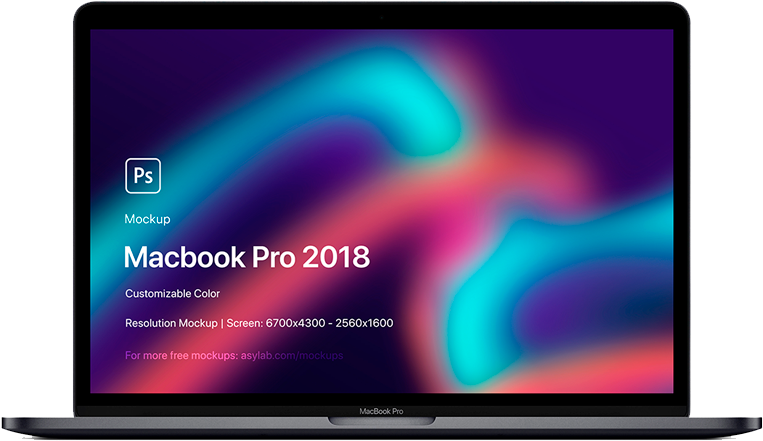 Ps
Mockup
Macbook Pro 2018
Customizable Color
Resolution Mockup | Screen: 6700x4300 - 2560x1600
For more free mockups: asylab.com/mockups
MacBook Pro